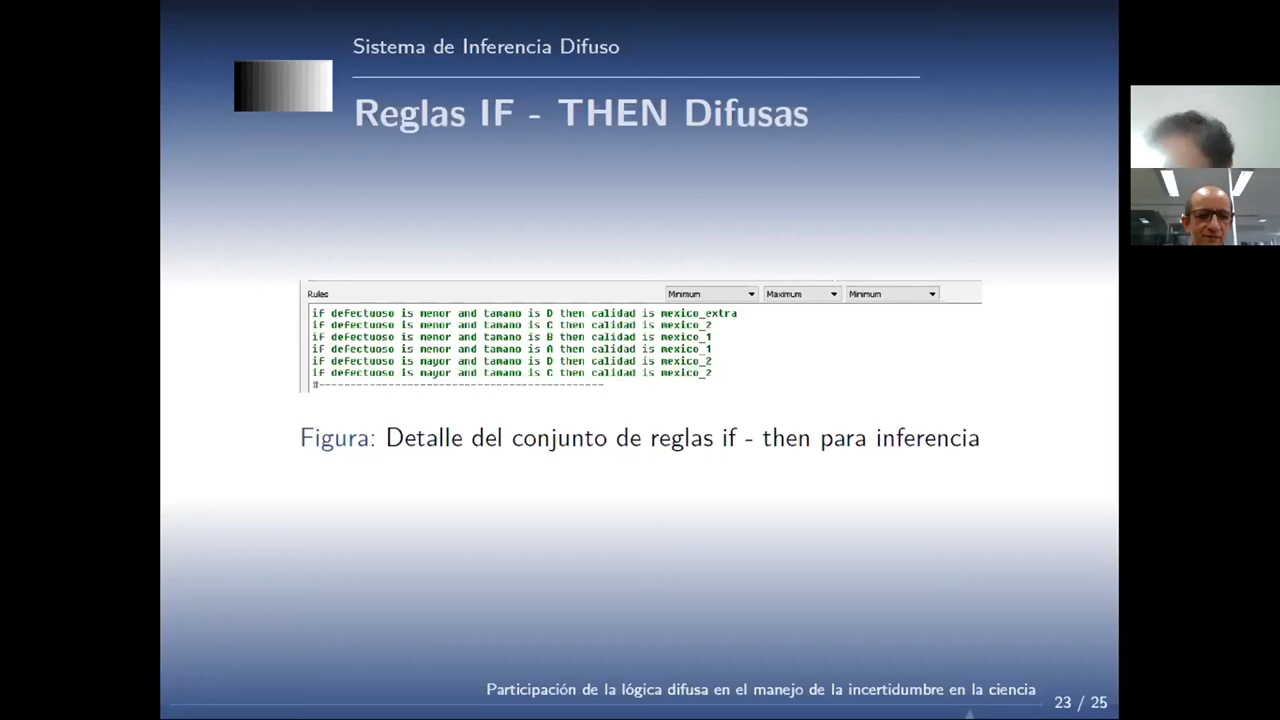 Sistema de Inferencia Difuso
Reglas IF - THEN Difusas
Rules
Minimum
Maximum
Minimum
if defectuoso is menor and tamano is D then calidad is mexico_extra
if defectuoso is menor and tamano is C then calidad is mexico_2
if defectuoso is menor and tamano is B then calidad is mexico_1
if defectuoso is menor and tamano is A then calidad is mexico_1
if defectuoso is mayor and tamano is D then calidad is mexico_2
if defectuoso is mayor and tamano is C then calidad is mexico_2
#---------------------------------------------
Figura: Detalle del conjunto de reglas if - then para inferencia
Participación de la lógica difusa en el manejo de la incertidumbre en la ciencia
23 / 25